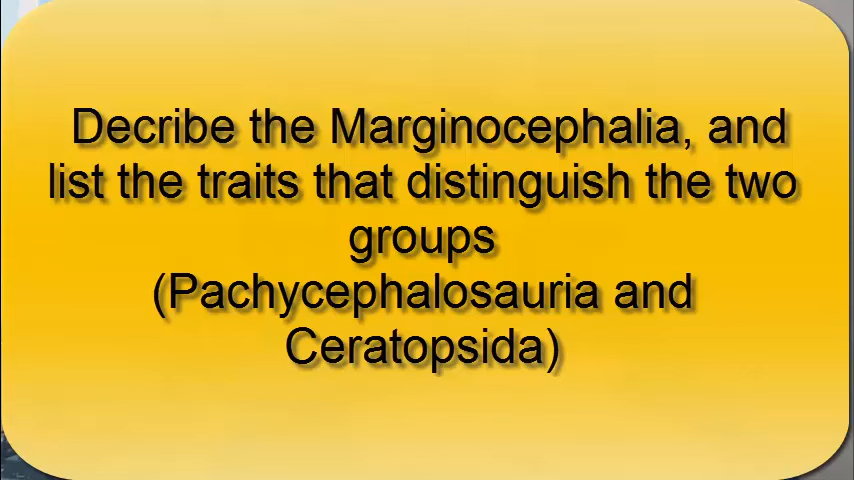 Decribe the Marginocephalia, and
list the traits that distinguish the two
groups
(Pachycephalosauria and
Ceratopsida)